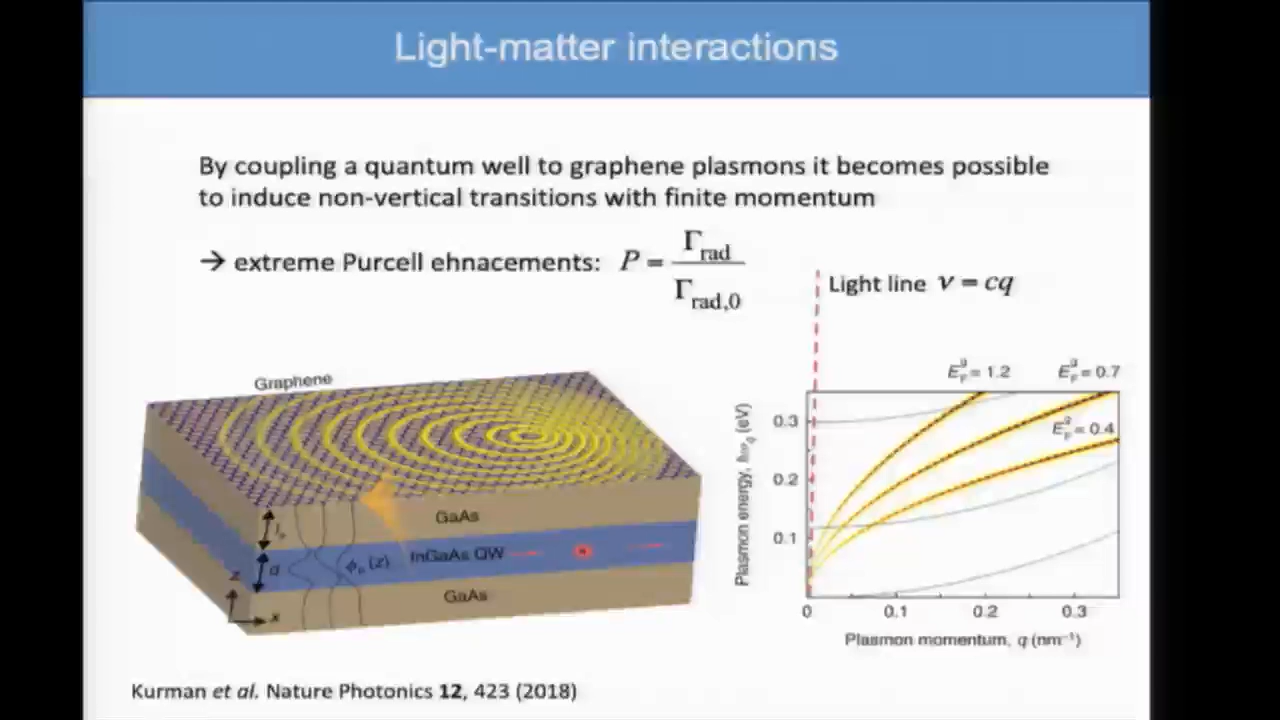 Light-matter interactions
By coupling a quantum well to graphene plasmons it becomes possible
to induce non-vertical transitions with finite momentum
→ extreme Purcell ehnacements: P = Γrad / Γrad,0
Light line ν = cq
Graphene
GaAs
InGaAs QW
ϕn (z)
GaAs
d
z
x
E_F^g = 1.2
E_F^g = 0.7
E_F^g = 0.4
Plasmon energy, ħωq (eV)
0.3
0.2
0.1
0
0.1
0.2
0.3
Plasmon momentum, q (nm⁻¹)
Kurman et al. Nature Photonics 12, 423 (2018)